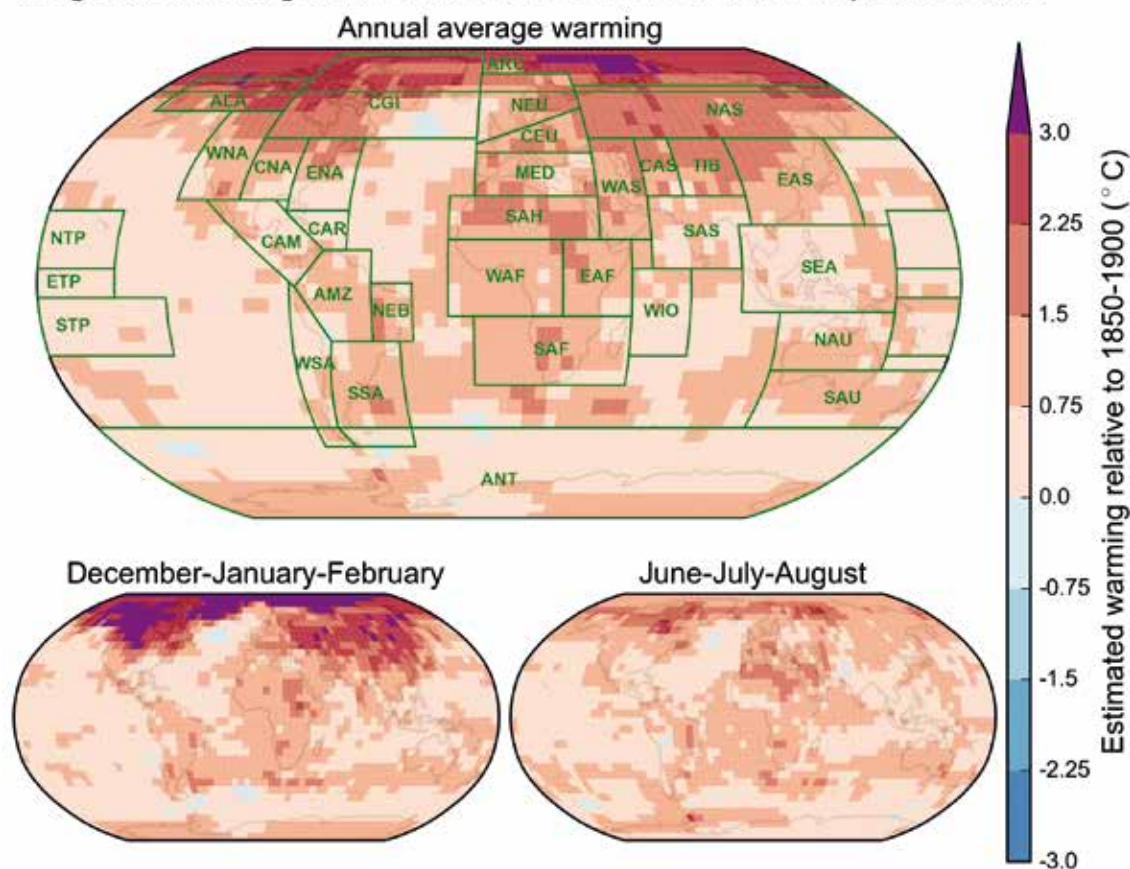 Annual average warming
ARC
ALA
CGI
NEU
NAS
CEU
WNA
CNA
ENA
MED
WAS
CAS
TIB
EAS
SAH
CAR
CAM
SAS
NTP
ETP
STP
AMZ
NEB
WAF
EAF
WIO
SEA
WSA
SSA
SAF
NAU
SAU
ANT
3.0
2.25
1.5
0.75
0.0
-0.75
-1.5
-2.25
-3.0
Estimated warming relative to 1850-1900 (°C)
December-January-February
June-July-August